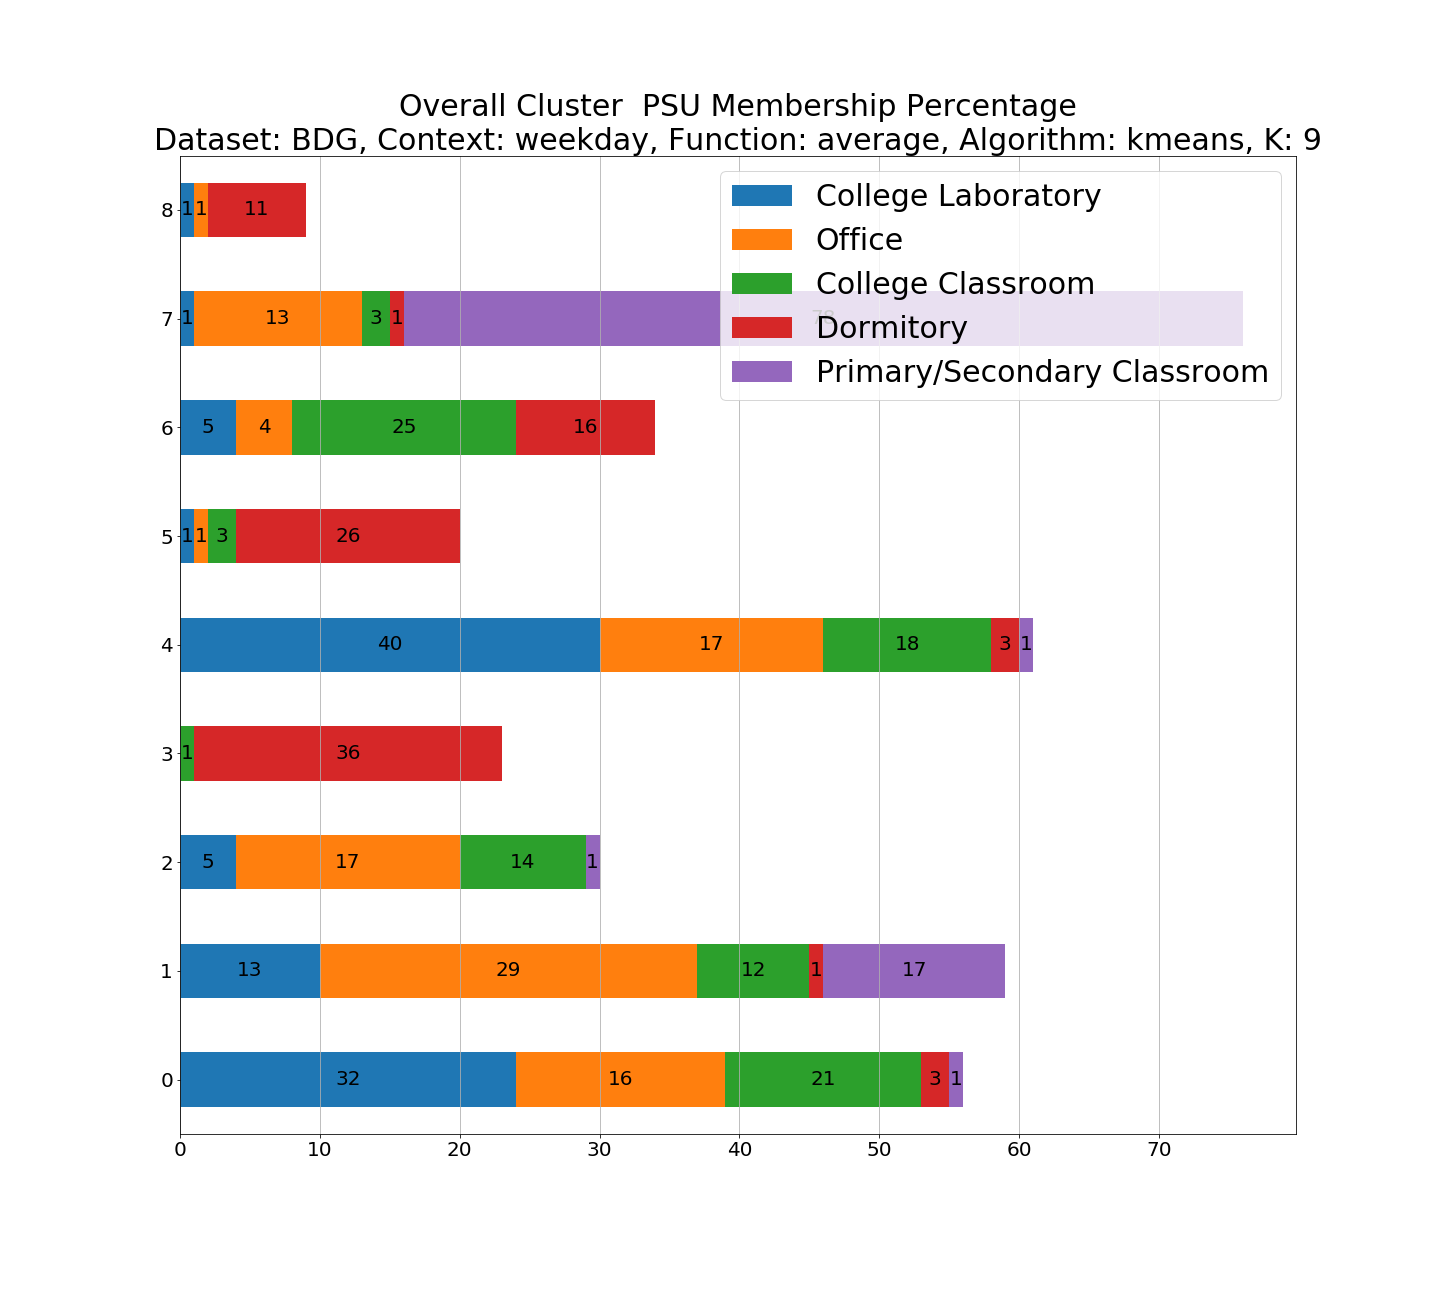 Overall Cluster  PSU Membership Percentage
Dataset: BDG, Context: weekday, Function: average, Algorithm: kmeans, K: 9
College Laboratory
Office
College Classroom
Dormitory
Primary/Secondary Classroom
8 1 1 11
7 1 13 3 1
6 5 4 25 16
5 1 1 3 26
4 40 17 18 3 1
3 1 36
2 5 17 14 1
1 13 29 12 1 17
0 32 16 21 3 1
0 10 20 30 40 50 60 70